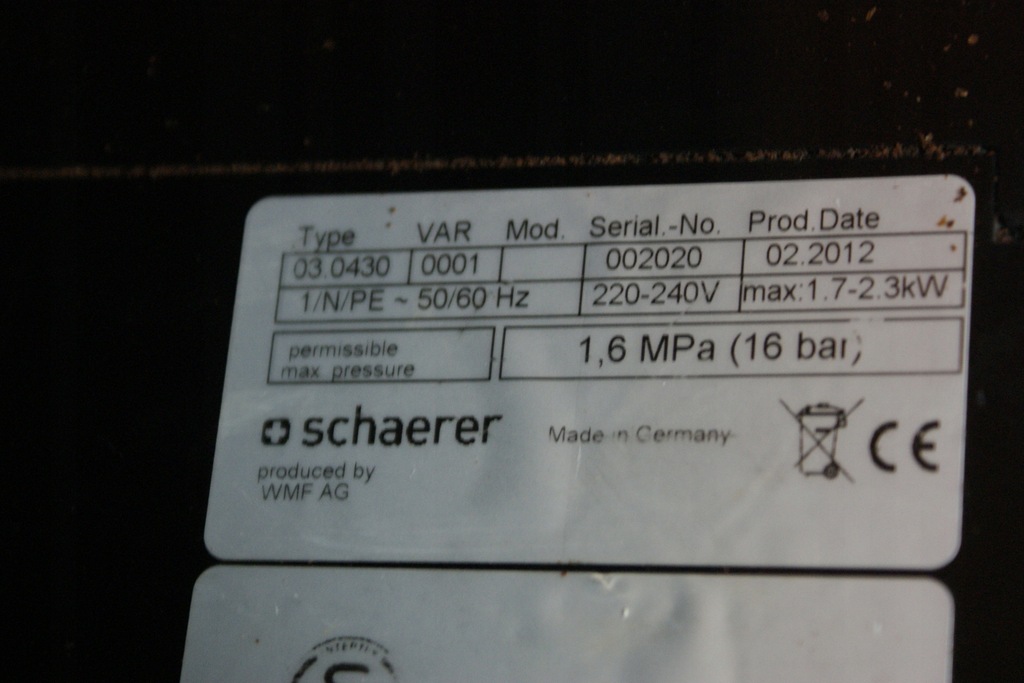 Type VAR Mod. Serial.-No. Prod.Date
03.0430 0001 002020 02.2012
1/N/PE ~ 50/60 Hz 220-240V max:1.7-2.3kW
permissible
max pressure
1,6 MPa (16 bar)
schaerer
Made in Germany
CE
produced by
WMF AG